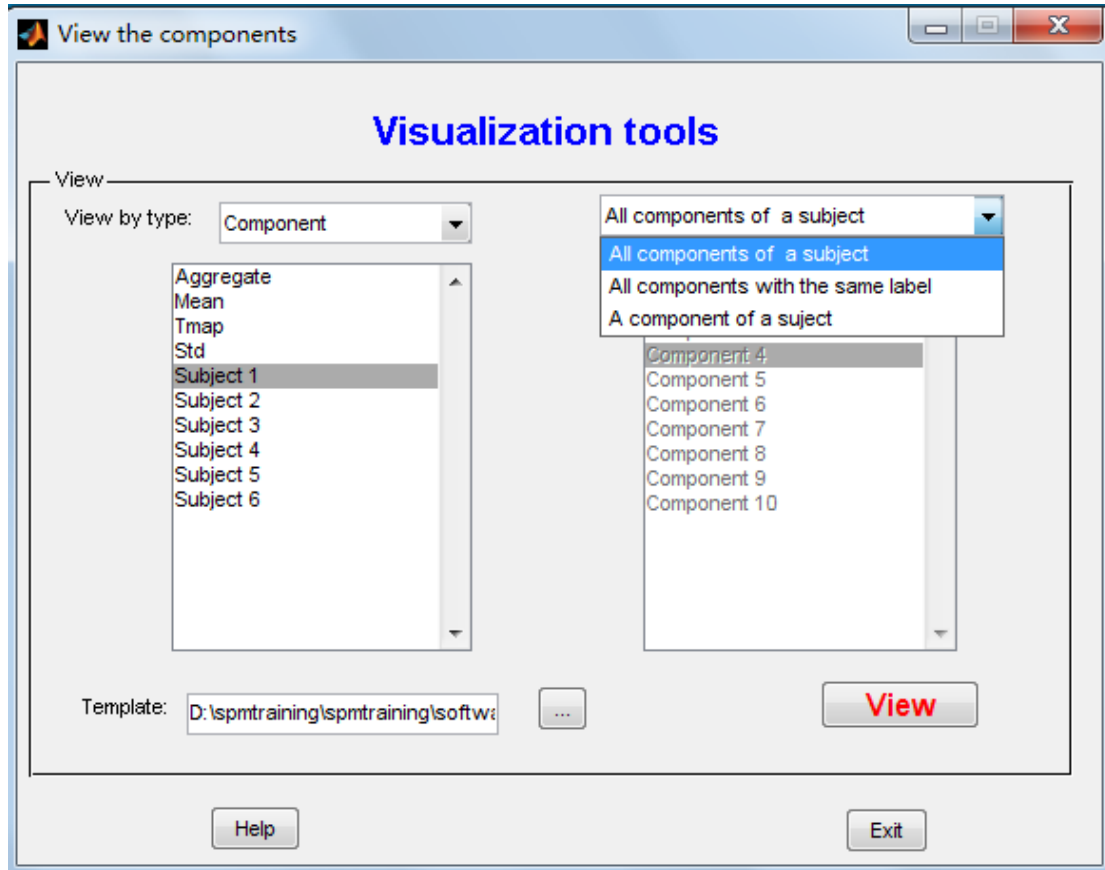 View the components
Visualization tools
View
View by type:
Component
All components of a subject
All components of a subject
All components with the same label
A component of a suject
Aggregate
Mean
Tmap
Std
Subject 1
Subject 2
Subject 3
Subject 4
Subject 5
Subject 6
Component 4
Component 5
Component 6
Component 7
Component 8
Component 9
Component 10
Template:
D:\spmtraining\spmtraining\softwa
...
View
Help
Exit